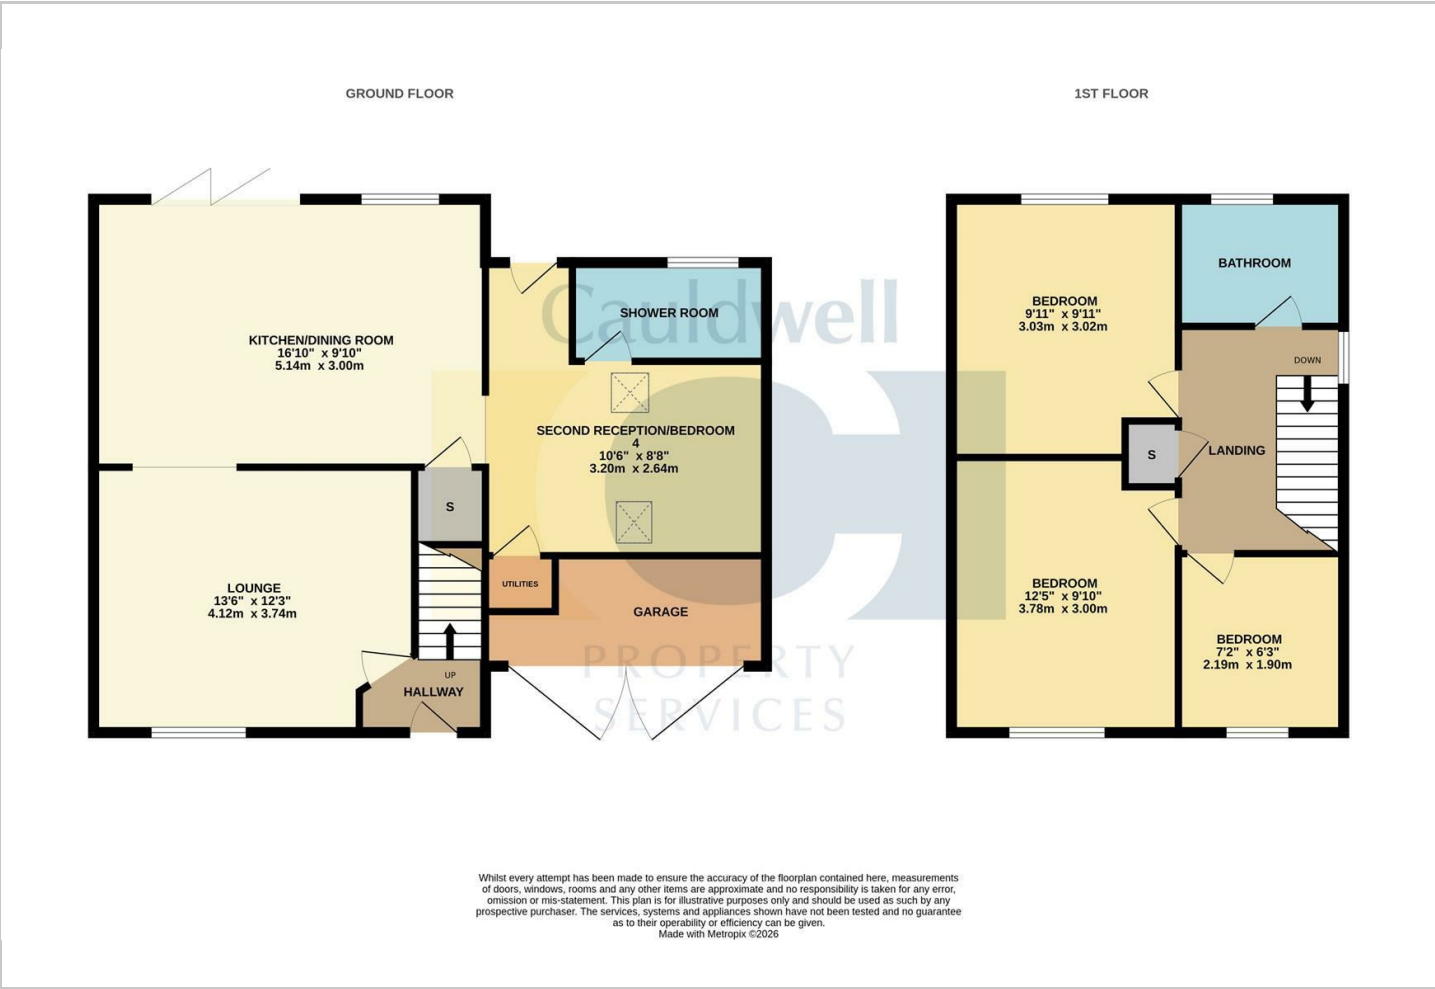 GROUND FLOOR
1ST FLOOR
KITCHEN/DINING ROOM
16'10" x 9'10"
5.14m x 3.00m
SHOWER ROOM
SECOND RECEPTION/BEDROOM
4
10'6" x 8'8"
3.20m x 2.64m
S
LOUNGE
13'6" x 12'3"
4.12m x 3.74m
UTILITIES
GARAGE
UP
HALLWAY
BEDROOM
9'11" x 9'11"
3.03m x 3.02m
BATHROOM
DOWN
S
LANDING
BEDROOM
12'5" x 9'10"
3.78m x 3.00m
BEDROOM
7'2" x 6'3"
2.19m x 1.90m
Cauldwell
PROPERTY
SERVICES
Whilst every attempt has been made to ensure the accuracy of the floorplan contained here, measurements
of doors, windows, rooms and any other items are approximate and no responsibility is taken for any error,
omission or mis-statement. This plan is for illustrative purposes only and should be used as such by any
prospective purchaser. The services, systems and appliances shown have not been tested and no guarantee
as to their operability or efficiency can be given.
Made with Metropix ©2026